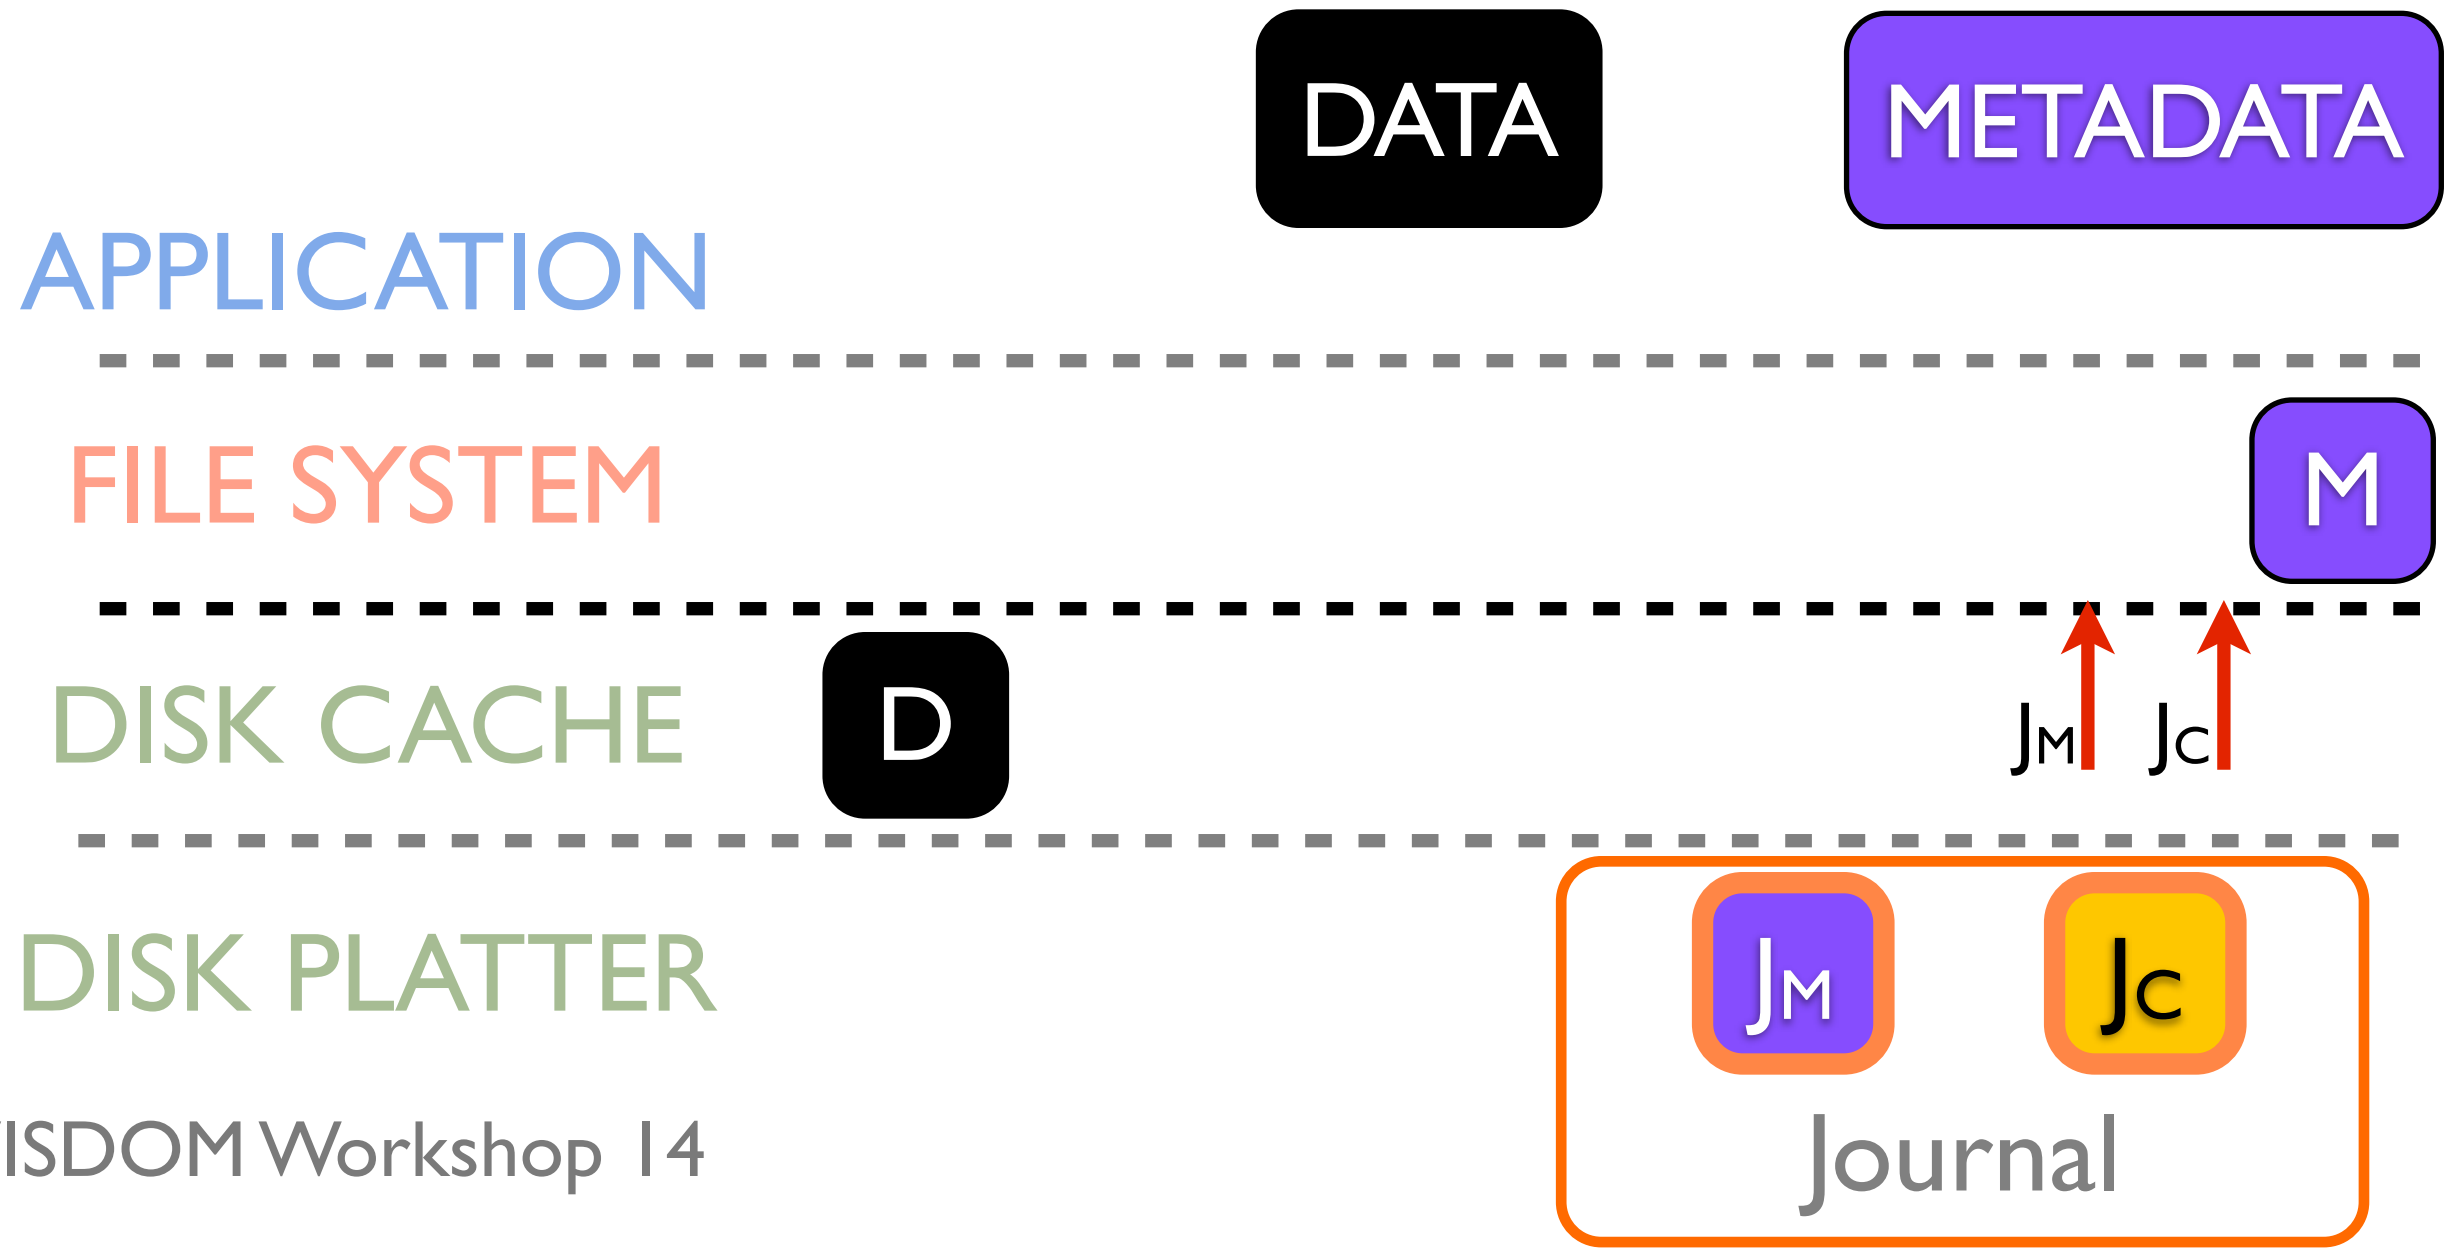 DATA
METADATA
APPLICATION
FILE SYSTEM
M
DISK CACHE
D
JM
JC
DISK PLATTER
JM
JC
ISDOM Workshop 14
Journal